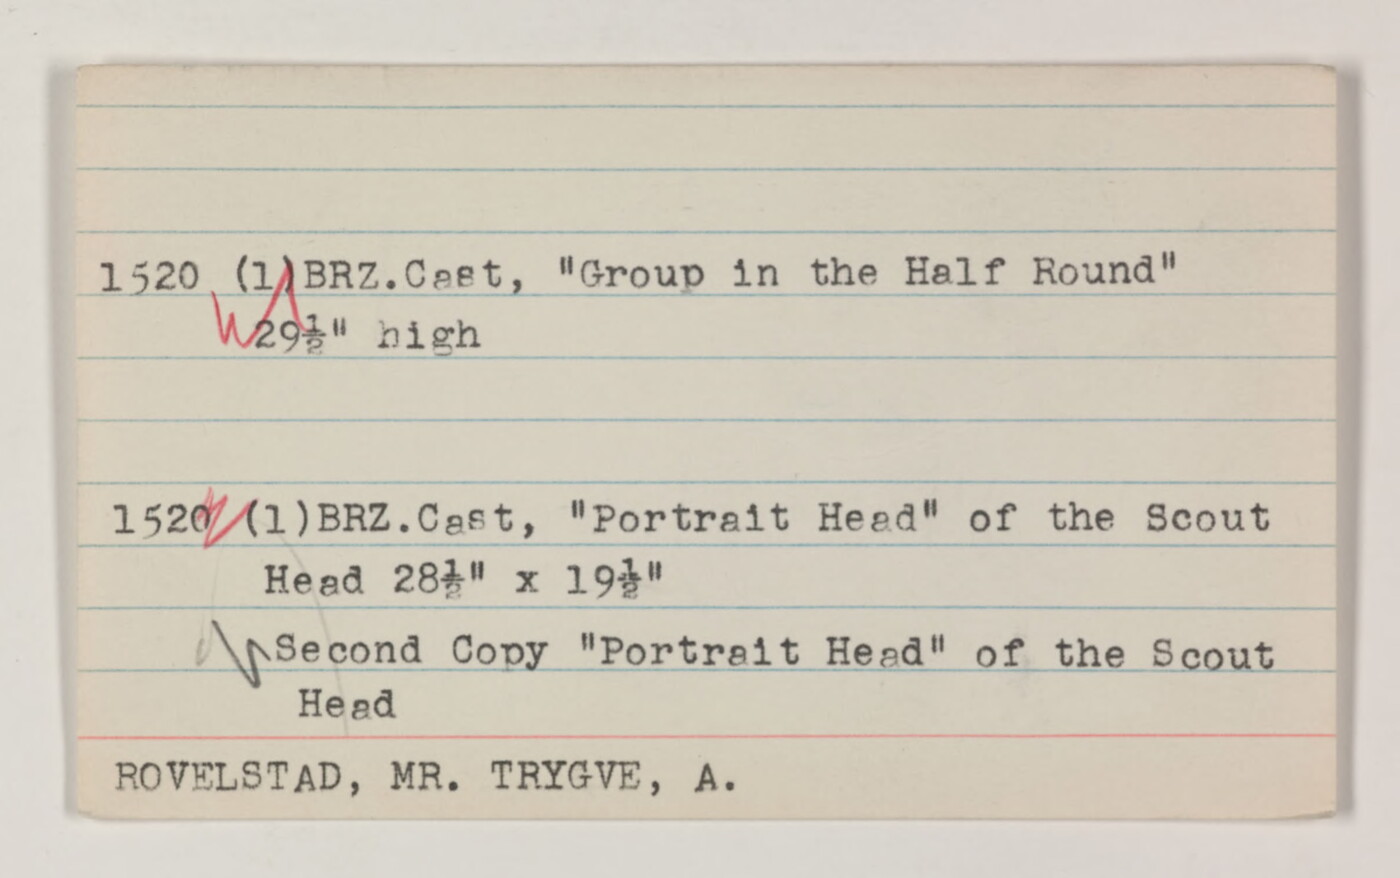 1520 (1)BRZ.Cast, "Group in the Half Round"
29½" high
1520 (1)BRZ.Cast, "Portrait Head" of the Scout
Head 28½" x 19½"
Second Copy "Portrait Head" of the Scout
Head
ROVELSTAD, MR. TRYGVE, A.